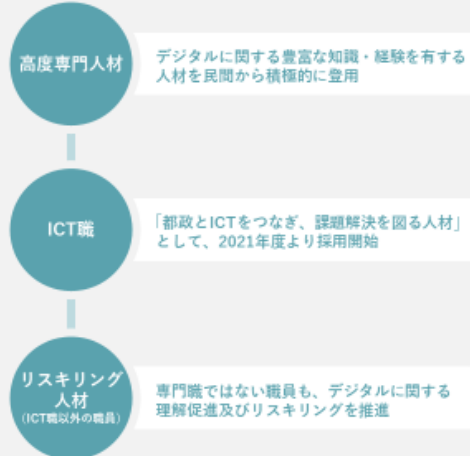 高度専門人材
デジタルに関する豊富な知識・経験を有する
人材を民間から積極的に登用
ICT職
「都政とICTをつなぎ、課題解決を図る人材」
として、2021年度より採用開始
リスキリング
人材
（ICT職以外の職員）
専門職ではない職員も、デジタルに関する
理解促進及びリスキリングを推進